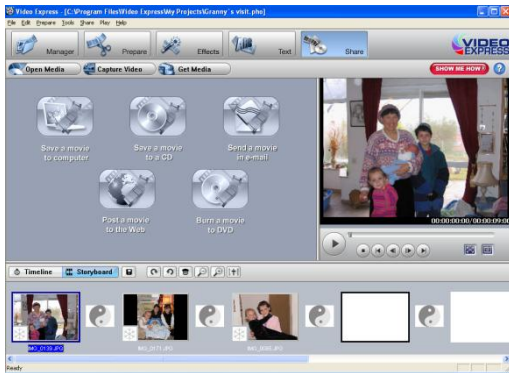 Video Express - [C:\Program Files\Video Express\My Projects\Granny's visit.pho]
File Edit Prepare Tools Share Play Help
Manager
Prepare
Effects
Text
Share
VIDEO
EXPRESS
Open Media
Capture Video
Get Media
SHOW ME HOW?
?
Save a movie
to computer
Save a movie
to a CD
Send a movie
in e-mail
Post a movie
to the Web
Burn a movie
to DVD
00:00:00:00/00:00:09:00
Timeline
Storyboard
IMG_0139.JPG
Ready